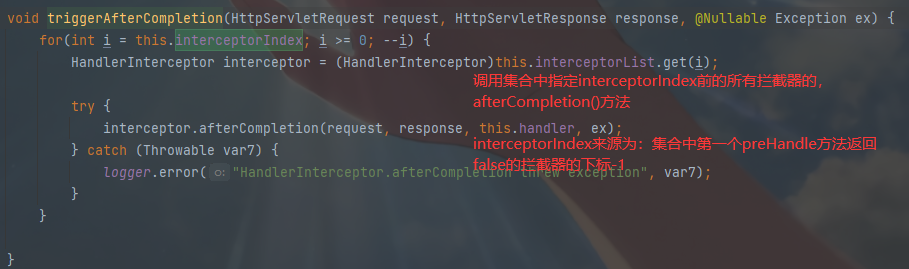 void triggerAfterCompletion(HttpServletRequest request, HttpServletResponse response, @Nullable Exception ex) {
for(int i = this.interceptorIndex; i >= 0; --i) {
HandlerInterceptor interceptor = (HandlerInterceptor)this.interceptorList.get(i);
调用集合中指定interceptorIndex前的所有拦截器的,
afterCompletion()方法
try {
interceptor.afterCompletion(request, response, this.handler, ex);
interceptorIndex来源为：集合中第一个preHandle方法返回
false的拦截器的下标-1
} catch (Throwable var7) {
logger.error( o: "HandlerInterceptor.afterCompletion threw exception", var7);
}
}
}